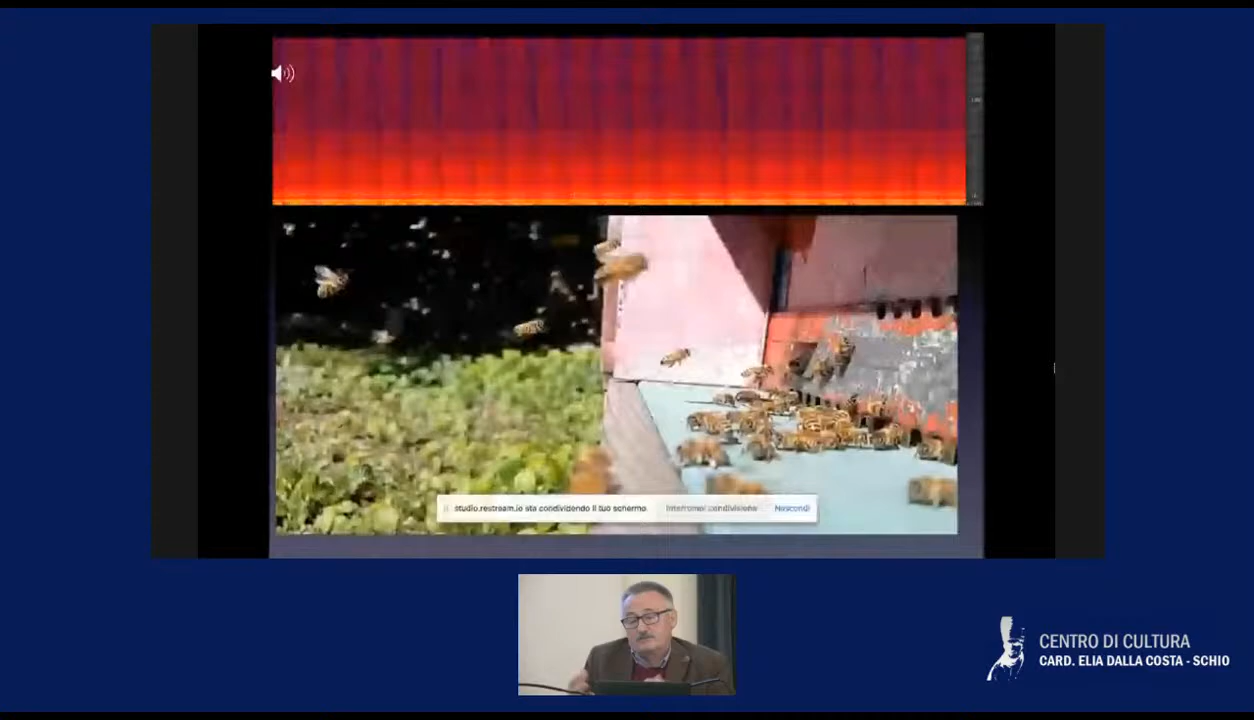 studio.restream.io sta condividendo il tuo schermo. Interrompi condivisione Nascondi
CENTRO DI CULTURA
CARD. ELIA DALLA COSTA - SCHIO